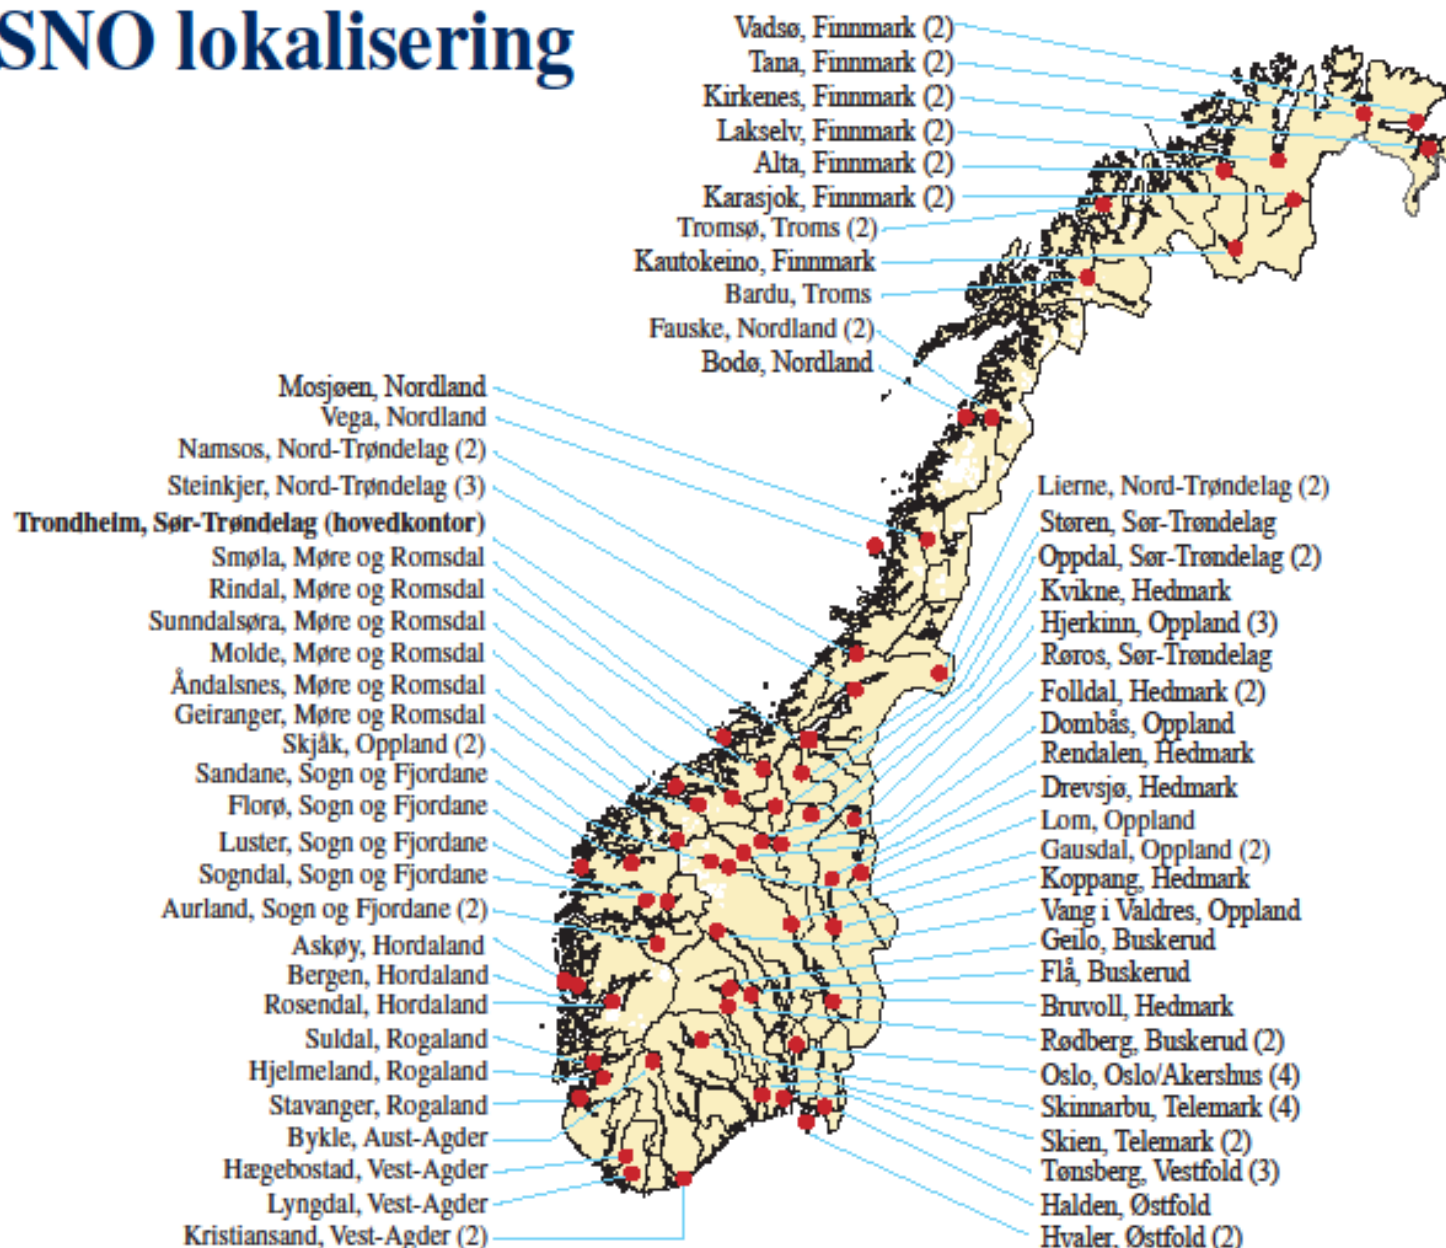 SNO lokalisering
Vadsø, Finnmark (2)
Tana, Finnmark (2)
Kirkenes, Finnmark (2)
Lakselv, Finnmark (2)
Alta, Finnmark (2)
Karasjok, Finnmark (2)
Tromsø, Troms (2)
Kautokeino, Finnmark
Bardu, Troms
Fauske, Nordland (2)
Bodø, Nordland
Mosjøen, Nordland
Vega, Nordland
Namsos, Nord-Trøndelag (2)
Steinkjer, Nord-Trøndelag (3)
Trondheim, Sør-Trøndelag (hovedkontor)
Smøla, Møre og Romsdal
Rindal, Møre og Romsdal
Sunndalsøra, Møre og Romsdal
Molde, Møre og Romsdal
Åndalsnes, Møre og Romsdal
Geiranger, Møre og Romsdal
Skjåk, Oppland (2)
Sandane, Sogn og Fjordane
Florø, Sogn og Fjordane
Luster, Sogn og Fjordane
Sogndal, Sogn og Fjordane
Aurland, Sogn og Fjordane (2)
Askøy, Hordaland
Bergen, Hordaland
Rosendal, Hordaland
Suldal, Rogaland
Hjelmeland, Rogaland
Stavanger, Rogaland
Bykle, Aust-Agder
Hægebostad, Vest-Agder
Lyngdal, Vest-Agder
Kristiansand, Vest-Agder (2)
Lierne, Nord-Trøndelag (2)
Støren, Sør-Trøndelag
Oppdal, Sør-Trøndelag (2)
Kvikne, Hedmark
Hjerkinn, Oppland (3)
Røros, Sør-Trøndelag
Folldal, Hedmark (2)
Dombås, Oppland
Rendalen, Hedmark
Drevsjø, Hedmark
Lom, Oppland
Gausdal, Oppland (2)
Koppang, Hedmark
Vang i Valdres, Oppland
Geilo, Buskerud
Flå, Buskerud
Bruvoll, Hedmark
Rødberg, Buskerud (2)
Oslo, Oslo/Akershus (4)
Skinnarbu, Telemark (4)
Skien, Telemark (2)
Tønsberg, Vestfold (3)
Halden, Østfold
Hvaler, Østfold (2)